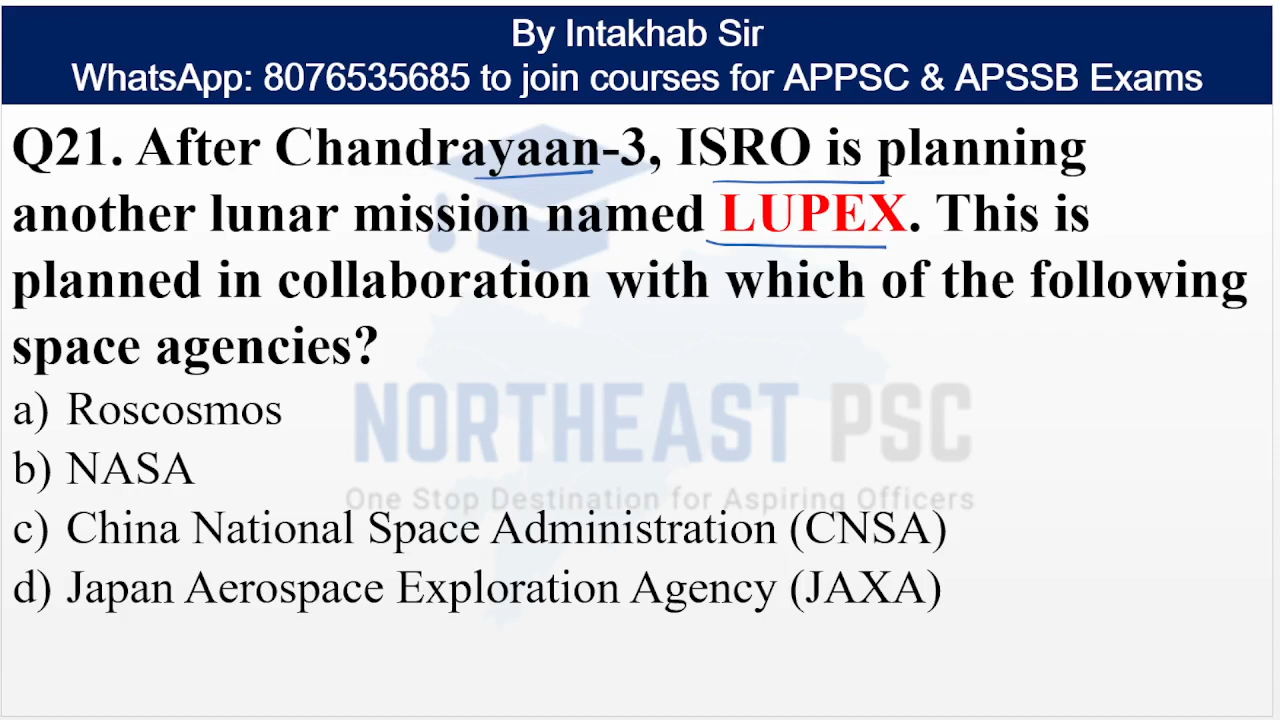 By Intakhab Sir
WhatsApp: 8076535685 to join courses for APPSC & APSSB Exams
Q21. After Chandrayaan-3, ISRO is planning
another lunar mission named LUPEX. This is
planned in collaboration with which of the following
space agencies?
a) Roscosmos
b) NASA
NORTHEAST PSC
One Stop Destination for Aspiring Officers
c) China National Space Administration (CNSA)
d) Japan Aerospace Exploration Agency (JAXA)